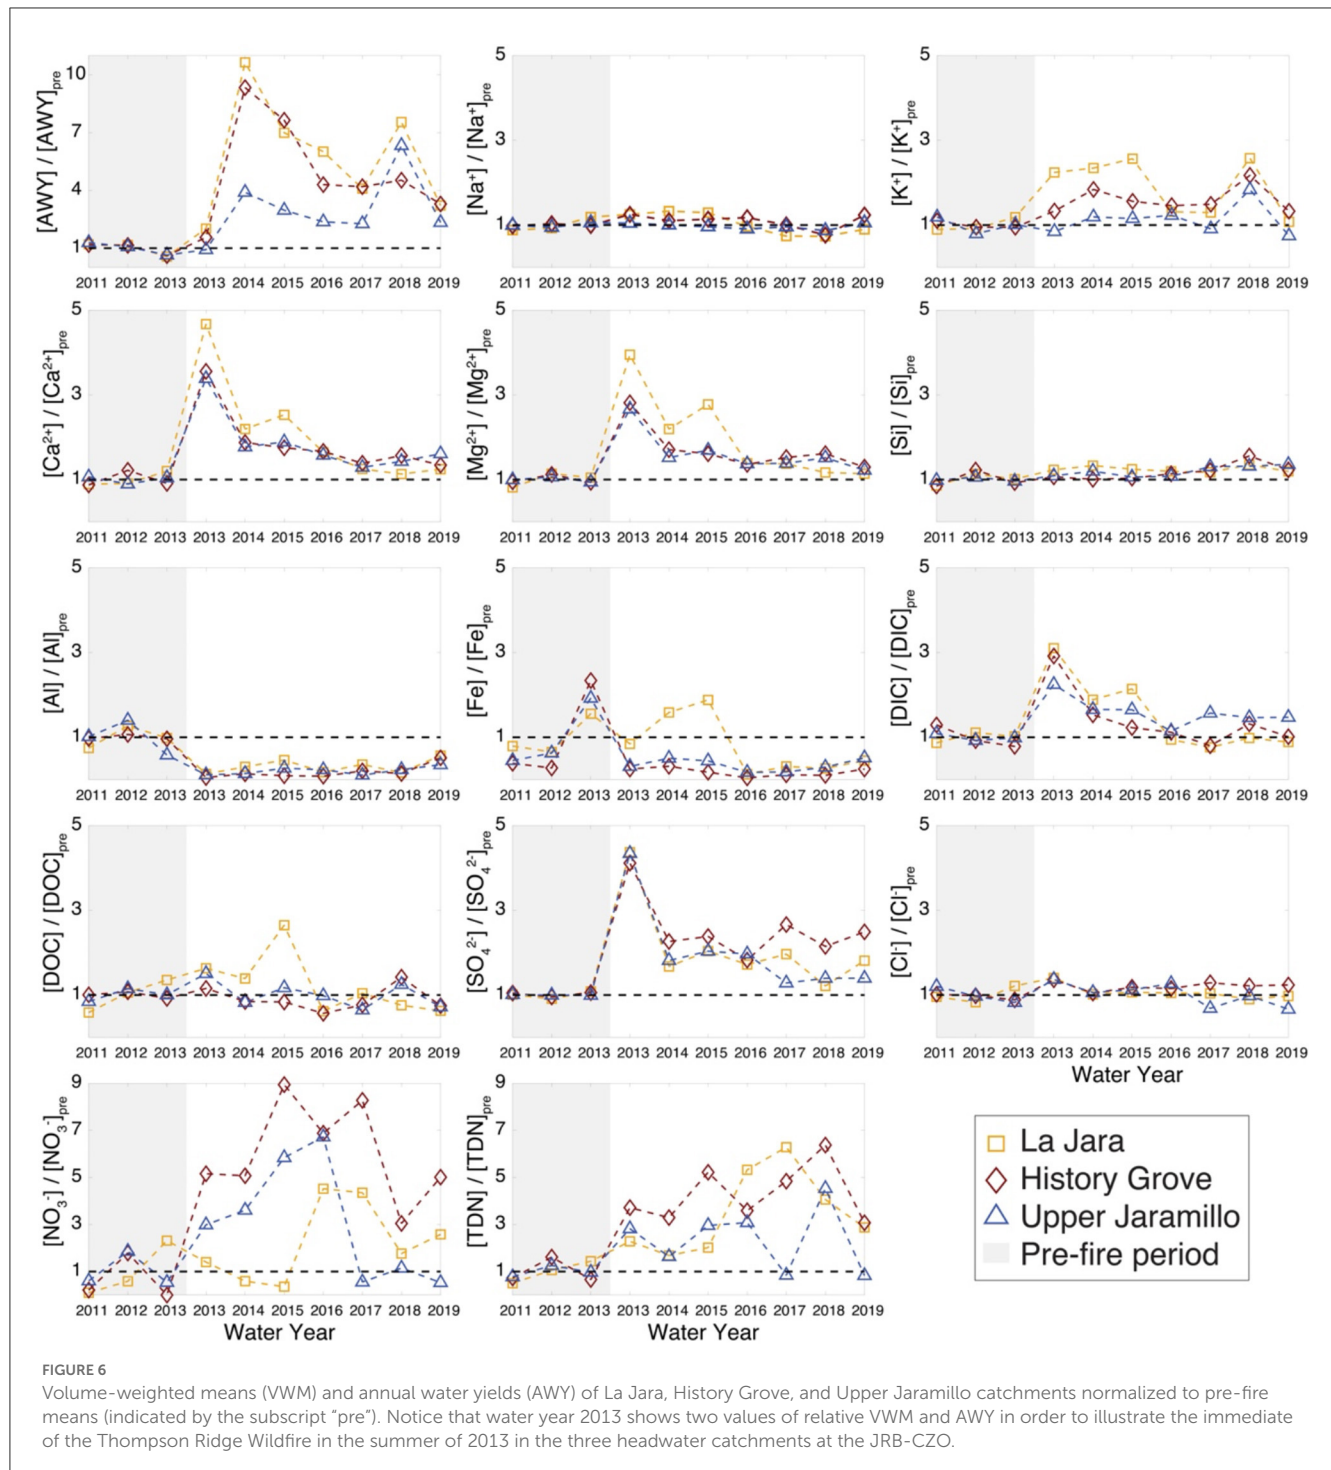 [AWY] / [AWY]pre
10
7
4
1
2011 2012 2013 2013 2014 2015 2016 2017 2018 2019
[Na+] / [Na+]pre
5
3
1
2011 2012 2013 2013 2014 2015 2016 2017 2018 2019
[K+] / [K+]pre
5
3
1
2011 2012 2013 2013 2014 2015 2016 2017 2018 2019
[Ca2+] / [Ca2+]pre
5
3
1
2011 2012 2013 2013 2014 2015 2016 2017 2018 2019
[Mg2+] / [Mg2+]pre
5
3
1
2011 2012 2013 2013 2014 2015 2016 2017 2018 2019
[Si] / [Si]pre
5
3
1
2011 2012 2013 2013 2014 2015 2016 2017 2018 2019
[Al] / [Al]pre
5
3
1
2011 2012 2013 2013 2014 2015 2016 2017 2018 2019
[Fe] / [Fe]pre
5
3
1
2011 2012 2013 2013 2014 2015 2016 2017 2018 2019
[DIC] / [DIC]pre
5
3
1
2011 2012 2013 2013 2014 2015 2016 2017 2018 2019
[DOC] / [DOC]pre
5
3
1
2011 2012 2013 2013 2014 2015 2016 2017 2018 2019
[SO4 2-] / [SO4 2-]pre
5
3
1
2011 2012 2013 2013 2014 2015 2016 2017 2018 2019
[Cl-] / [Cl-]pre
5
3
1
2011 2012 2013 2013 2014 2015 2016 2017 2018 2019
Water Year
[NO3-] / [NO3-]pre
9
7
5
3
1
2011 2012 2013 2013 2014 2015 2016 2017 2018 2019
Water Year
[TDN] / [TDN]pre
9
7
5
3
1
2011 2012 2013 2013 2014 2015 2016 2017 2018 2019
Water Year
La Jara
History Grove
Upper Jaramillo
Pre-fire period
FIGURE 6
Volume-weighted means (VWM) and annual water yields (AWY) of La Jara, History Grove, and Upper Jaramillo catchments normalized to pre-fire
means (indicated by the subscript "pre"). Notice that water year 2013 shows two values of relative VWM and AWY in order to illustrate the immediate
of the Thompson Ridge Wildfire in the summer of 2013 in the three headwater catchments at the JRB-CZO.